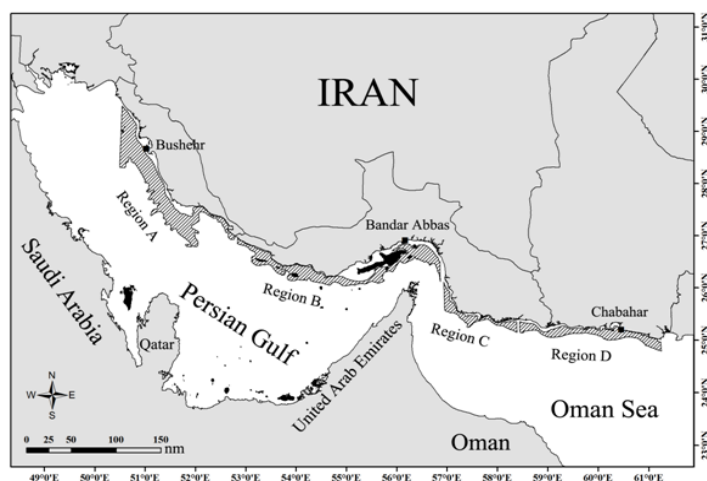 IRAN
Bushehr
Region A
Bandar Abbas
Saudi Arabia
Region B
Persian Gulf
Chabahar
Region C
Region D
Qatar
United Arab Emirates
Oman Sea
Oman
N
W E
S
0 25 50 100 150
nm
31°0'N
30°0'N
29°0'N
28°0'N
27°0'N
26°0'N
25°0'N
24°0'N
23°0'N
49°0'E 50°0'E 51°0'E 52°0'E 53°0'E 54°0'E 55°0'E 56°0'E 57°0'E 58°0'E 59°0'E 60°0'E 61°0'E